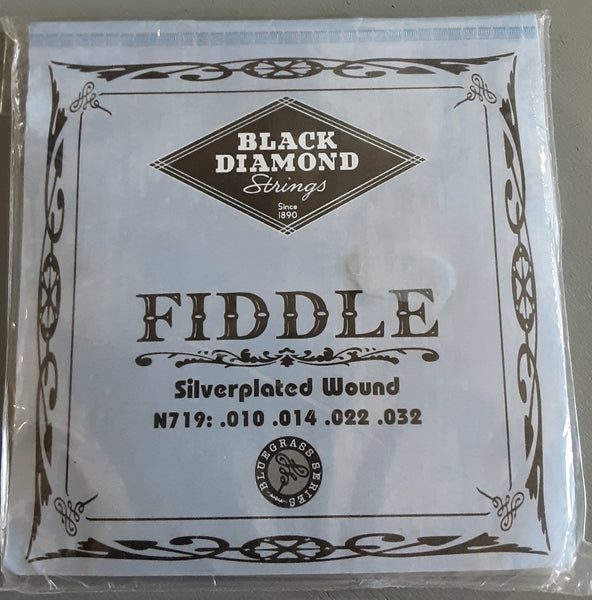 BLACK
DIAMOND
Strings
Since
1890
FIDDLE
Silverplated Wound
N719: .010 .014 .022 .032
BLUEGRASS SERIES